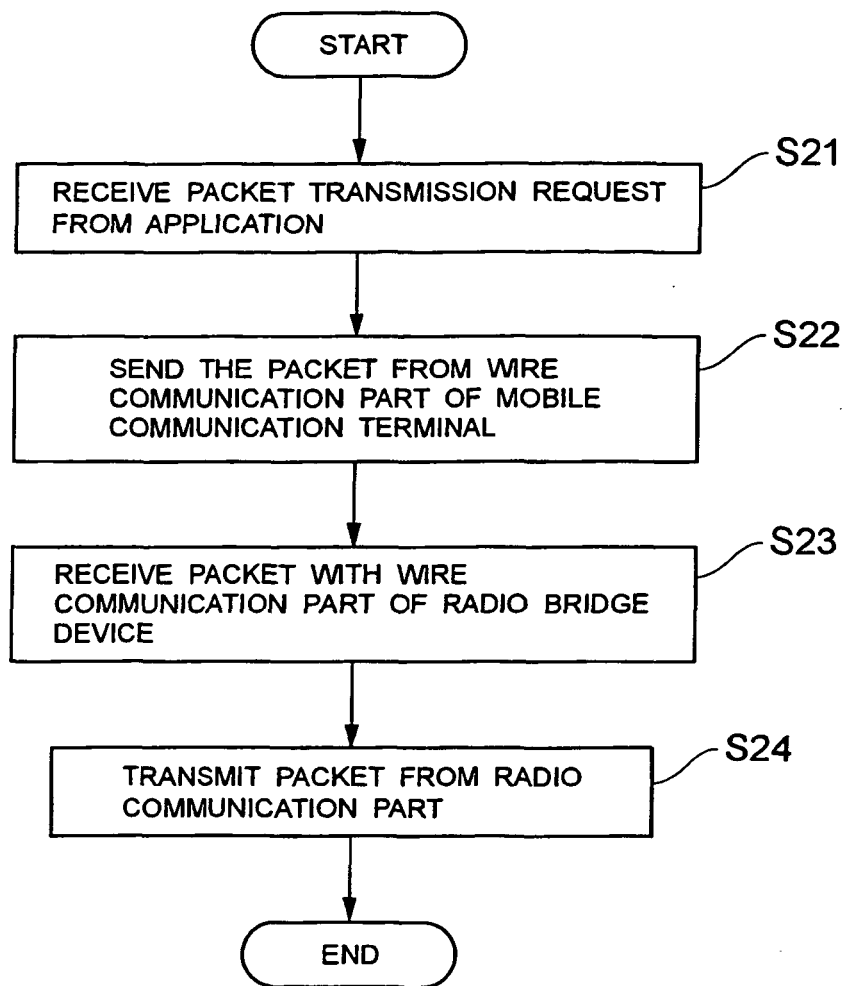 START
S21
RECEIVE PACKET TRANSMISSION REQUEST
FROM APPLICATION
S22
SEND THE PACKET FROM WIRE
COMMUNICATION PART OF MOBILE
COMMUNICATION TERMINAL
S23
RECEIVE PACKET WITH WIRE
COMMUNICATION PART OF RADIO BRIDGE
DEVICE
S24
TRANSMIT PACKET FROM RADIO
COMMUNICATION PART
END